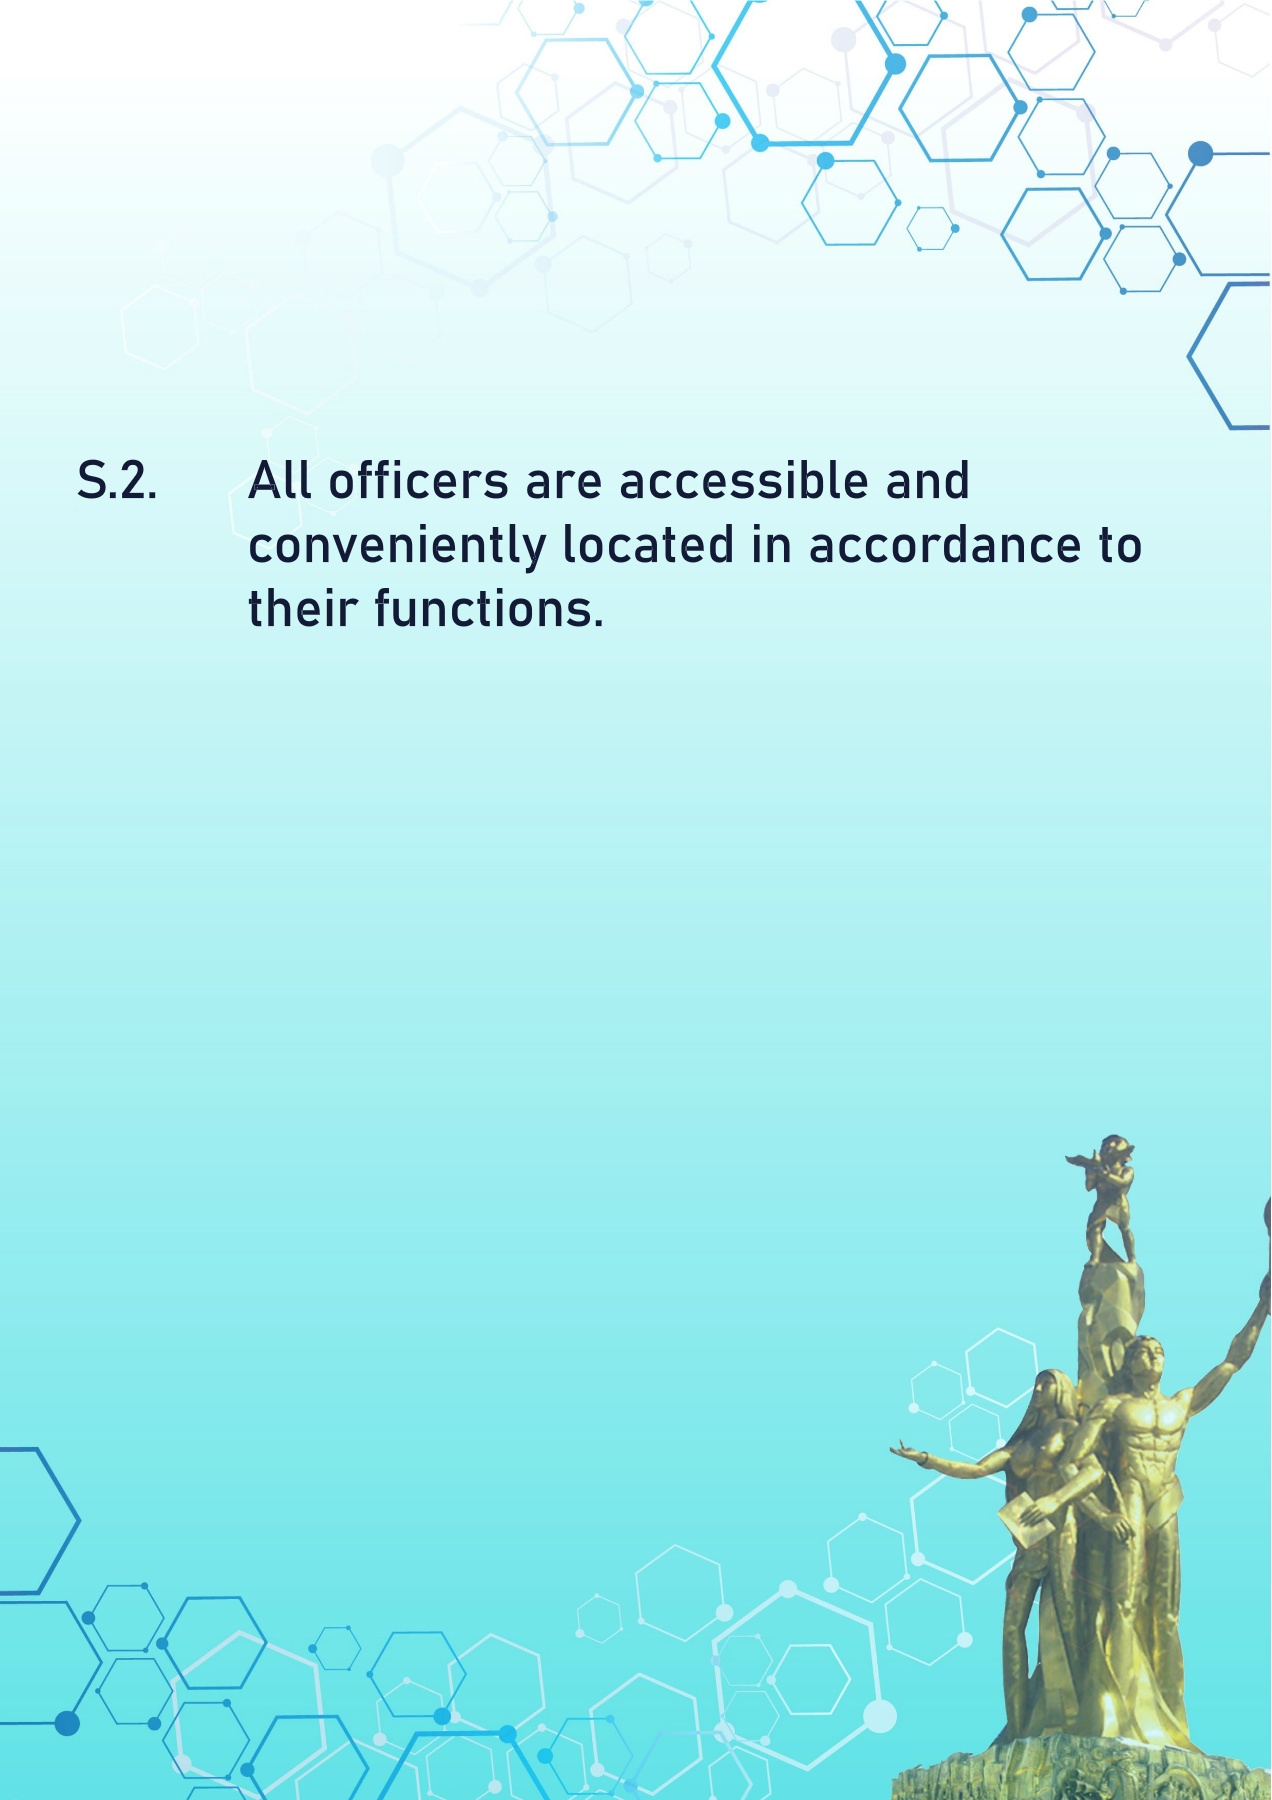 S.2. All officers are accessible and
conveniently located in accordance to
their functions.